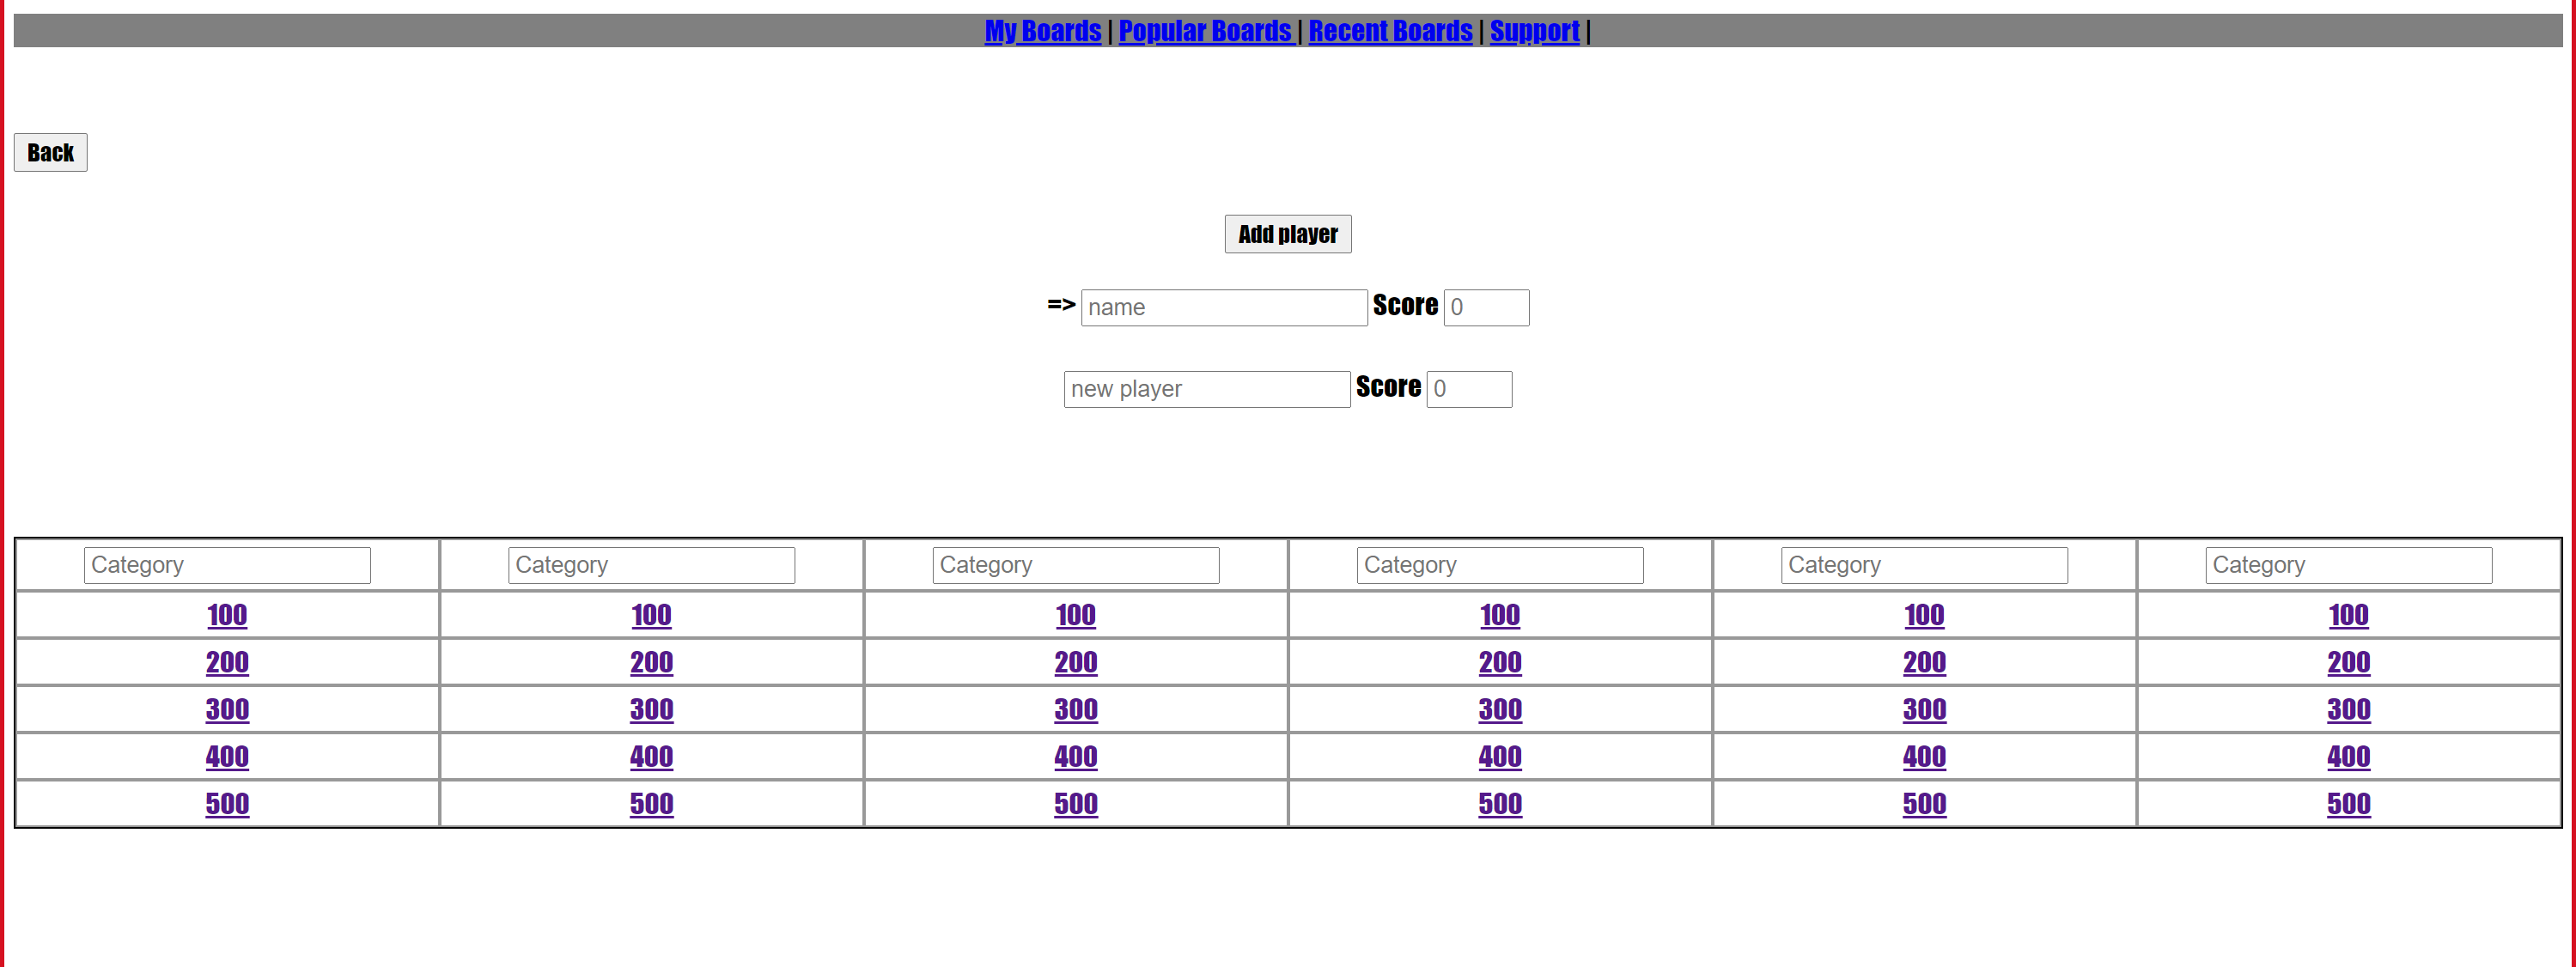 My Boards | Popular Boards | Recent Boards | Support |
Back
Add player
=> name Score 0
new player Score 0
Category Category Category Category Category Category
100 100 100 100 100 100
200 200 200 200 200 200
300 300 300 300 300 300
400 400 400 400 400 400
500 500 500 500 500 500